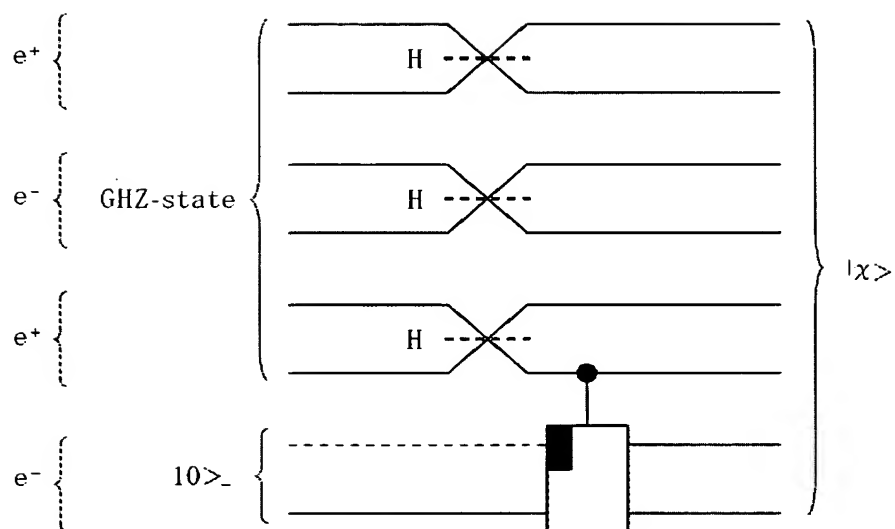 e⁺
H
e⁻ GHZ-state H
|χ>
e⁺ H
e⁻ |0>₋